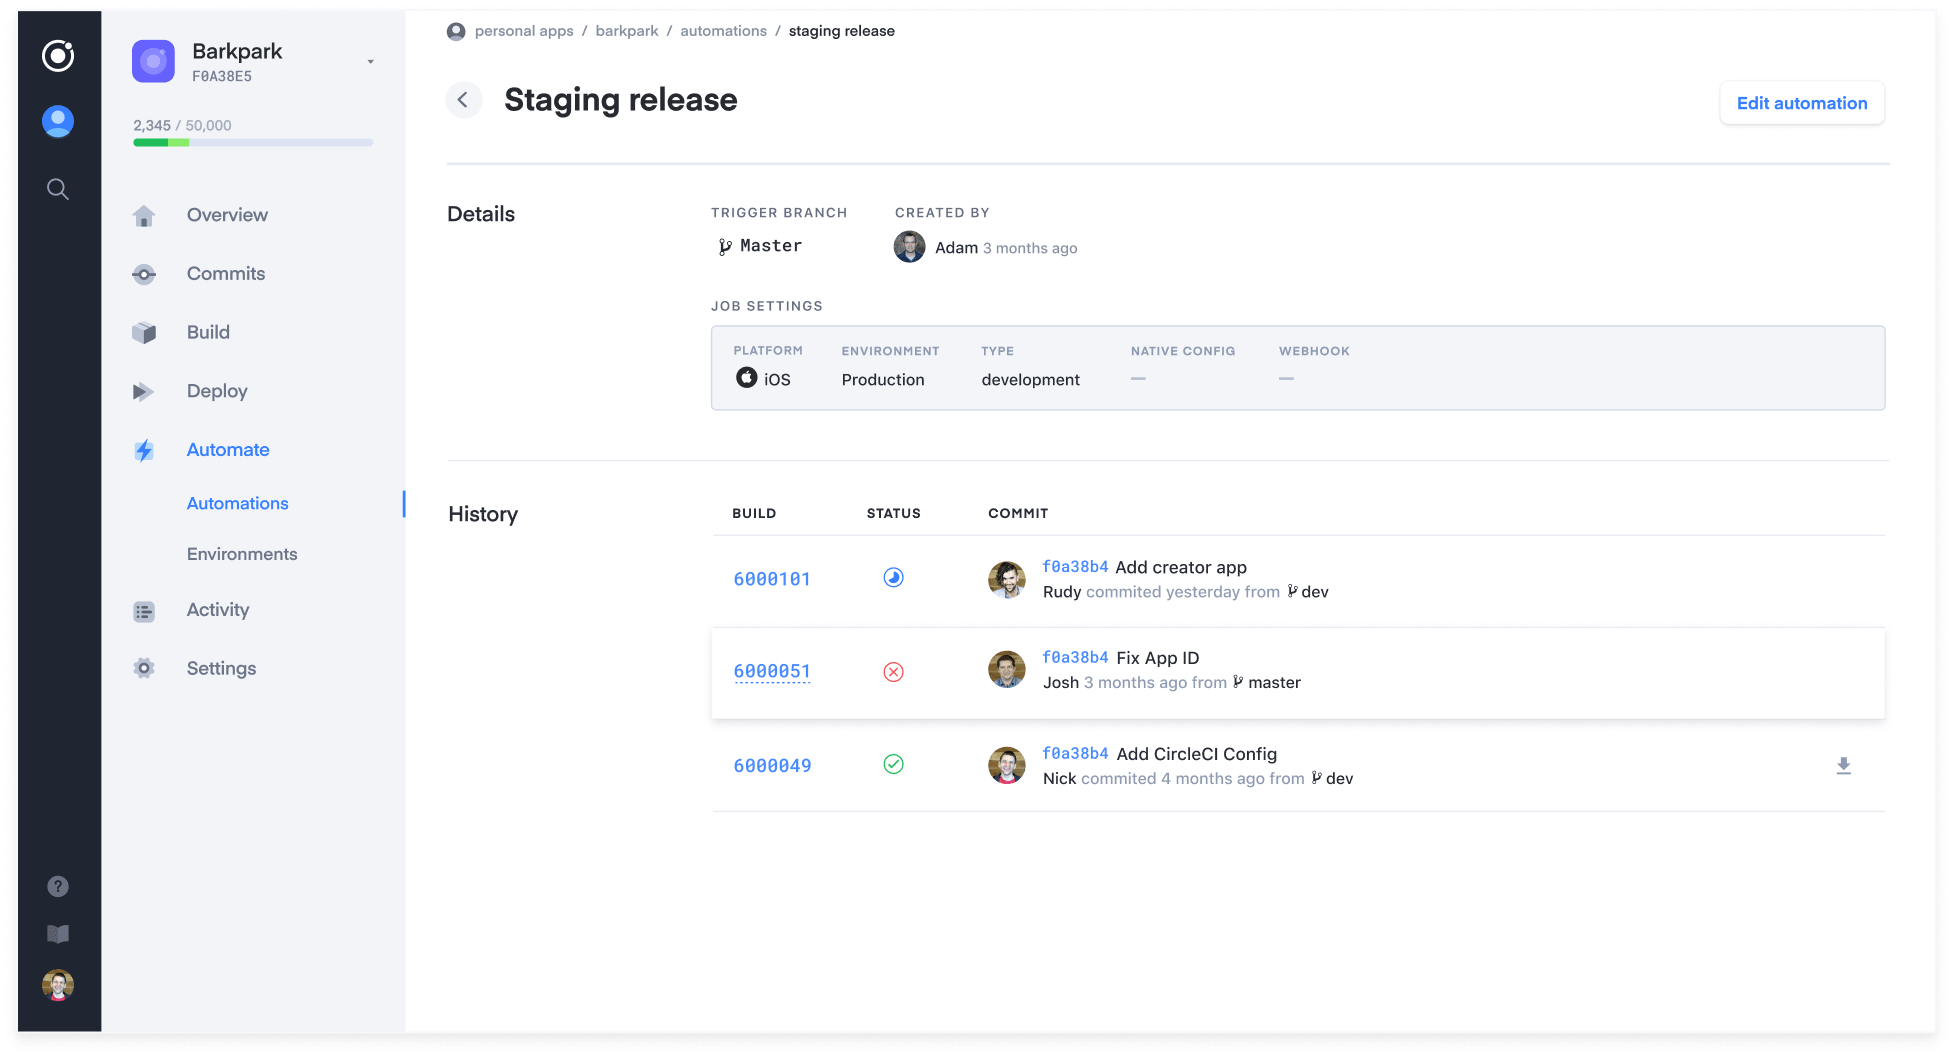 Barkpark
F0A38E5
2,345 / 50,000
Overview
Commits
Build
Deploy
Automate
Automations
Environments
Activity
Settings
?
personal apps / barkpark / automations / staging release
Staging release
Edit automation
Details
TRIGGER BRANCH
Master
CREATED BY
Adam 3 months ago
JOB SETTINGS
PLATFORM ENVIRONMENT TYPE NATIVE CONFIG WEBHOOK
iOS Production development — —
History
BUILD STATUS COMMIT
6000101
f0a38b4 Add creator app
Rudy commited yesterday from dev
6000051
f0a38b4 Fix App ID
Josh 3 months ago from master
6000049
f0a38b4 Add CircleCI Config
Nick commited 4 months ago from dev